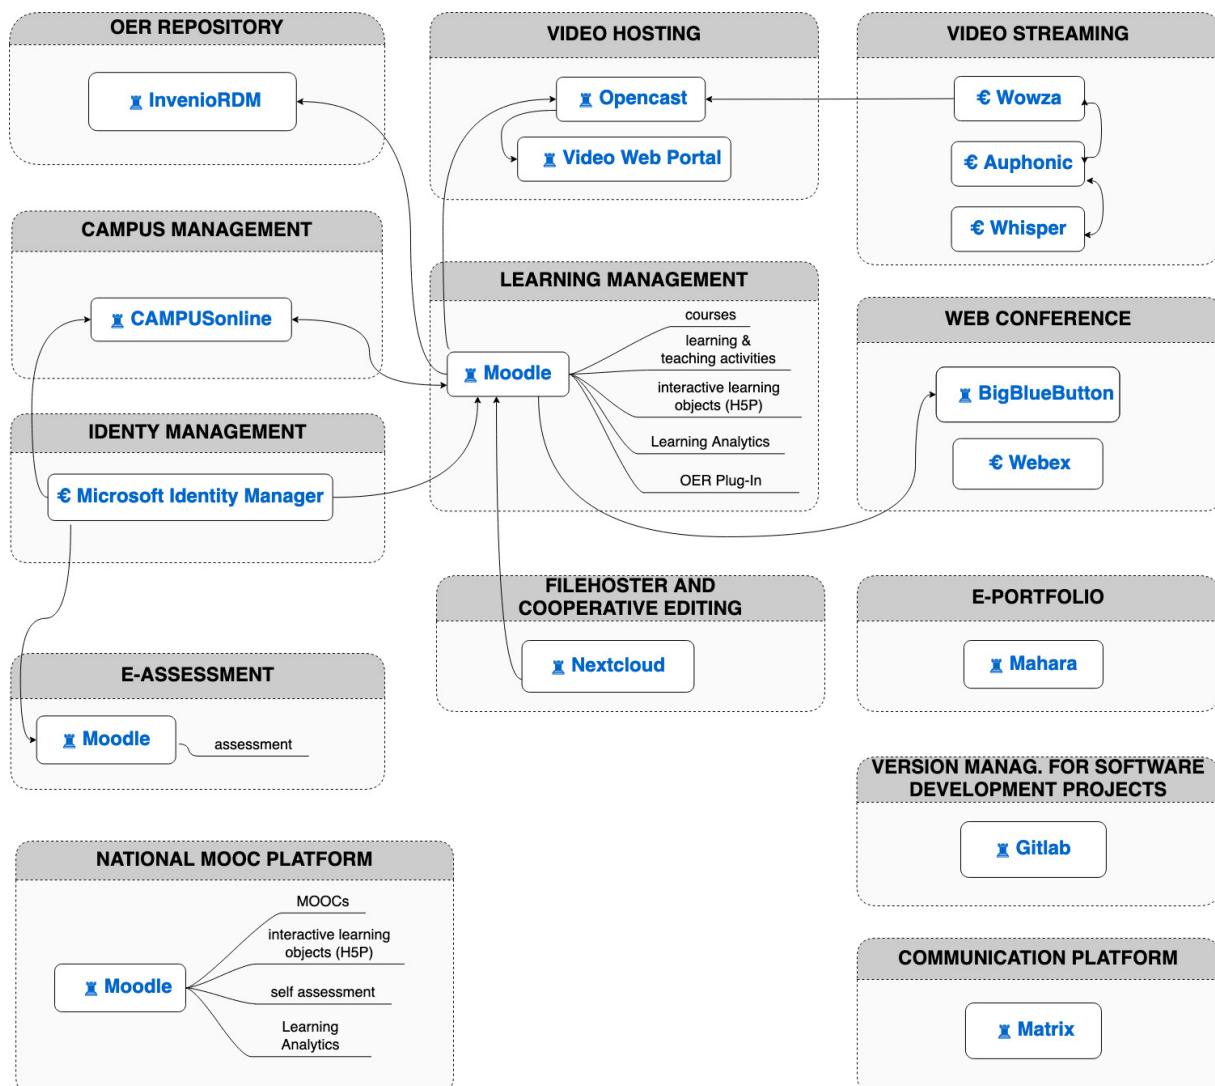 OER REPOSITORY
♜ InvenioRDM
VIDEO HOSTING
♜ Opencast
♜ Video Web Portal
VIDEO STREAMING
€ Wowza
€ Auphonic
€ Whisper
CAMPUS MANAGEMENT
♜ CAMPUSonline
LEARNING MANAGEMENT
♜ Moodle
courses
learning &
teaching activities
interactive learning
objects (H5P)
Learning Analytics
OER Plug-In
WEB CONFERENCE
♜ BigBlueButton
€ Webex
IDENTY MANAGEMENT
€ Microsoft Identity Manager
FILEHOSTER AND
COOPERATIVE EDITING
♜ Nextcloud
E-PORTFOLIO
♜ Mahara
E-ASSESSMENT
♜ Moodle
assessment
VERSION MANAG. FOR SOFTWARE
DEVELOPMENT PROJECTS
♜ Gitlab
NATIONAL MOOC PLATFORM
♜ Moodle
MOOCs
interactive learning
objects (H5P)
self assessment
Learning
Analytics
COMMUNICATION PLATFORM
♜ Matrix